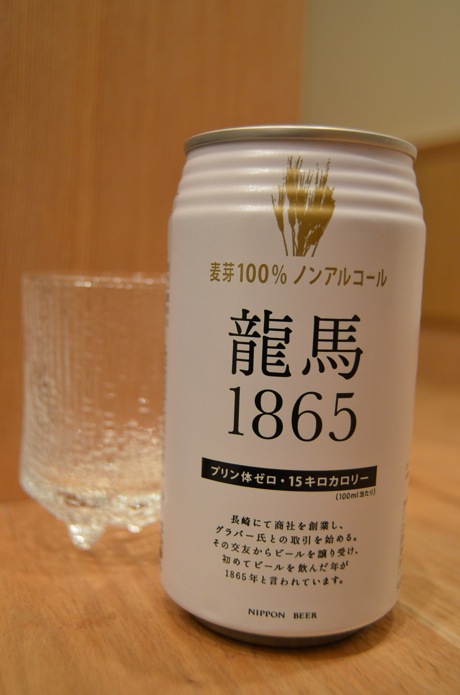 麦芽100% ノンアルコール
龍馬
1865
プリン体ゼロ・15キロカロリー
(100ml当たり)
長崎にて商社を創業し、
グラバー氏との取引を始める。
その交友からビールを譲り受け、
初めてビールを飲んだ年が
1865年と言われています。
NIPPON BEER